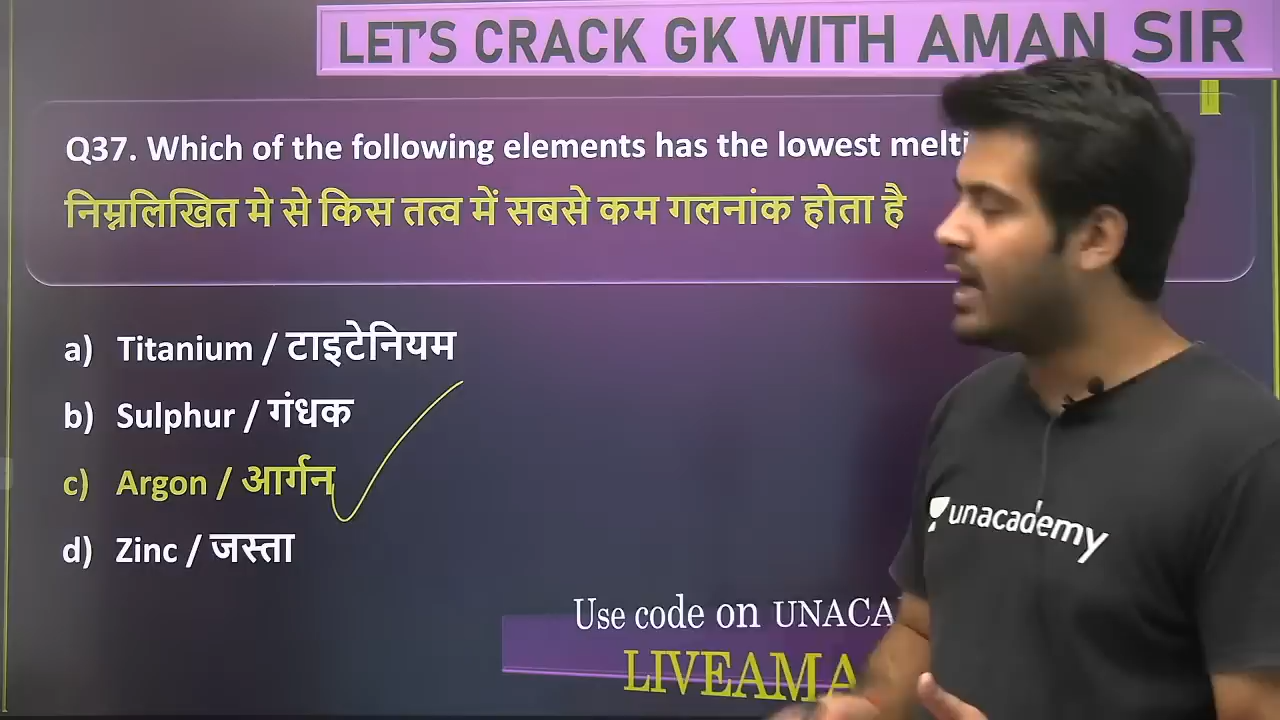 LET'S CRACK GK WITH AMAN SIR
Q37. Which of the following elements has the lowest melti
निम्नलिखित मे से किस तत्व में सबसे कम गलनांक होता है
a) Titanium / टाइटेनियम
b) Sulphur / गंधक
c) Argon / आर्गन
d) Zinc / जस्ता
unacademy
Use code on UNACA
LIVEAMA